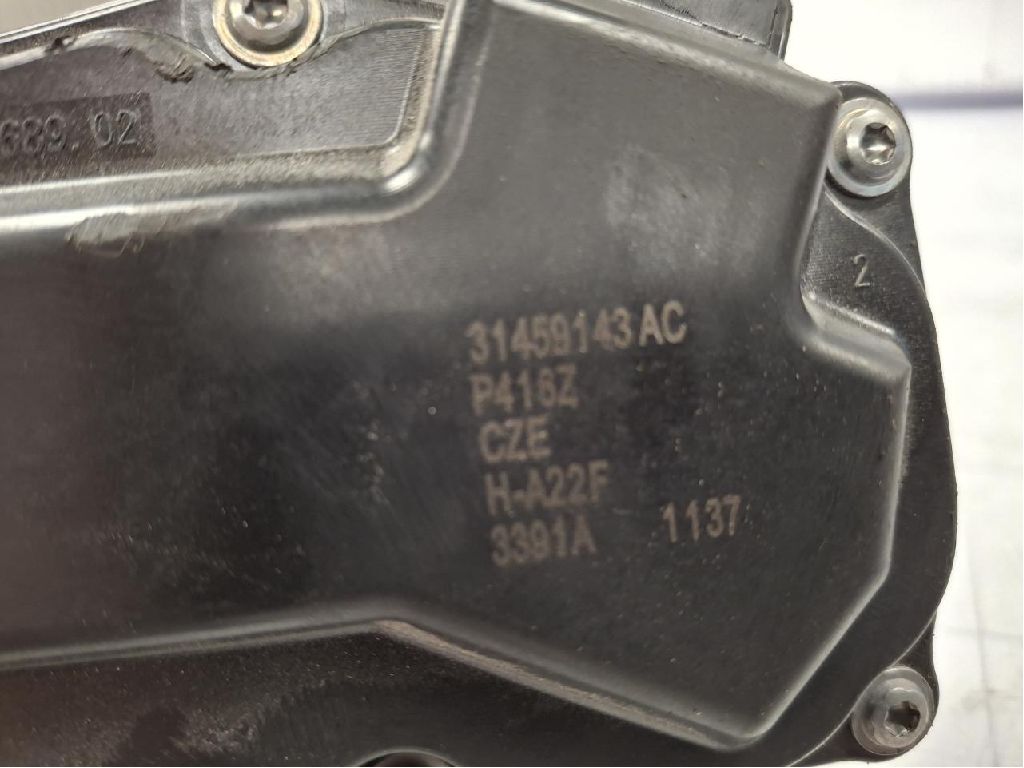 689.02
2
31459143 AC
P416Z
CZE
H-A22F
3391A 1137